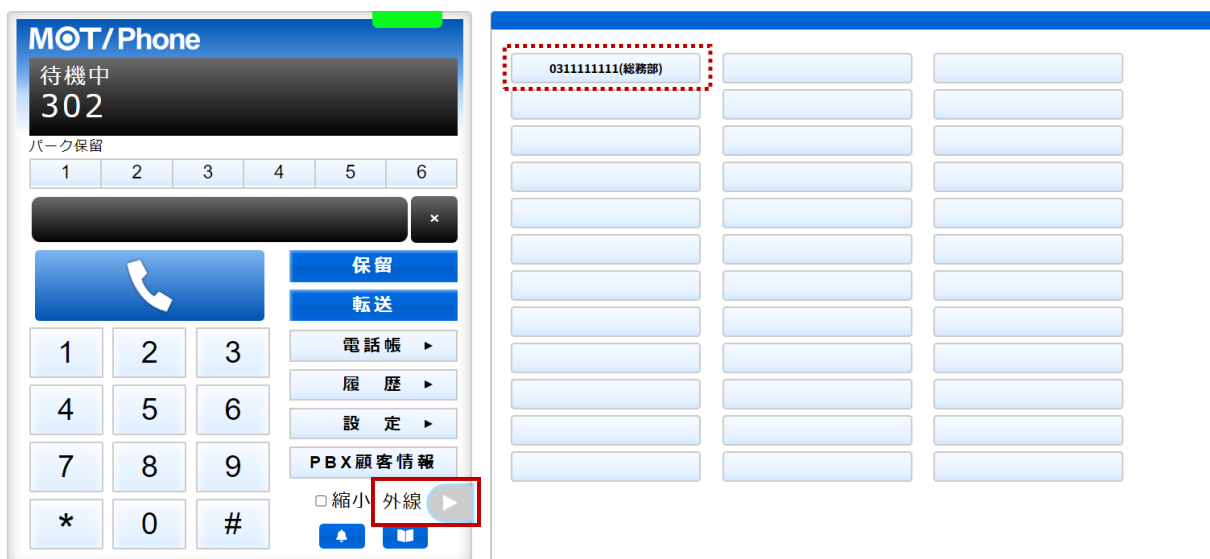 MOT/Phone
待機中
302
パーク保留
1 2 3 4 5 6
×
保留
転送
1 2 3
電話帳 ►
履 歴 ►
4 5 6
設 定 ►
7 8 9
PBX顧客情報
縮小 外線 ►
* 0 #
0311111111(総務部)